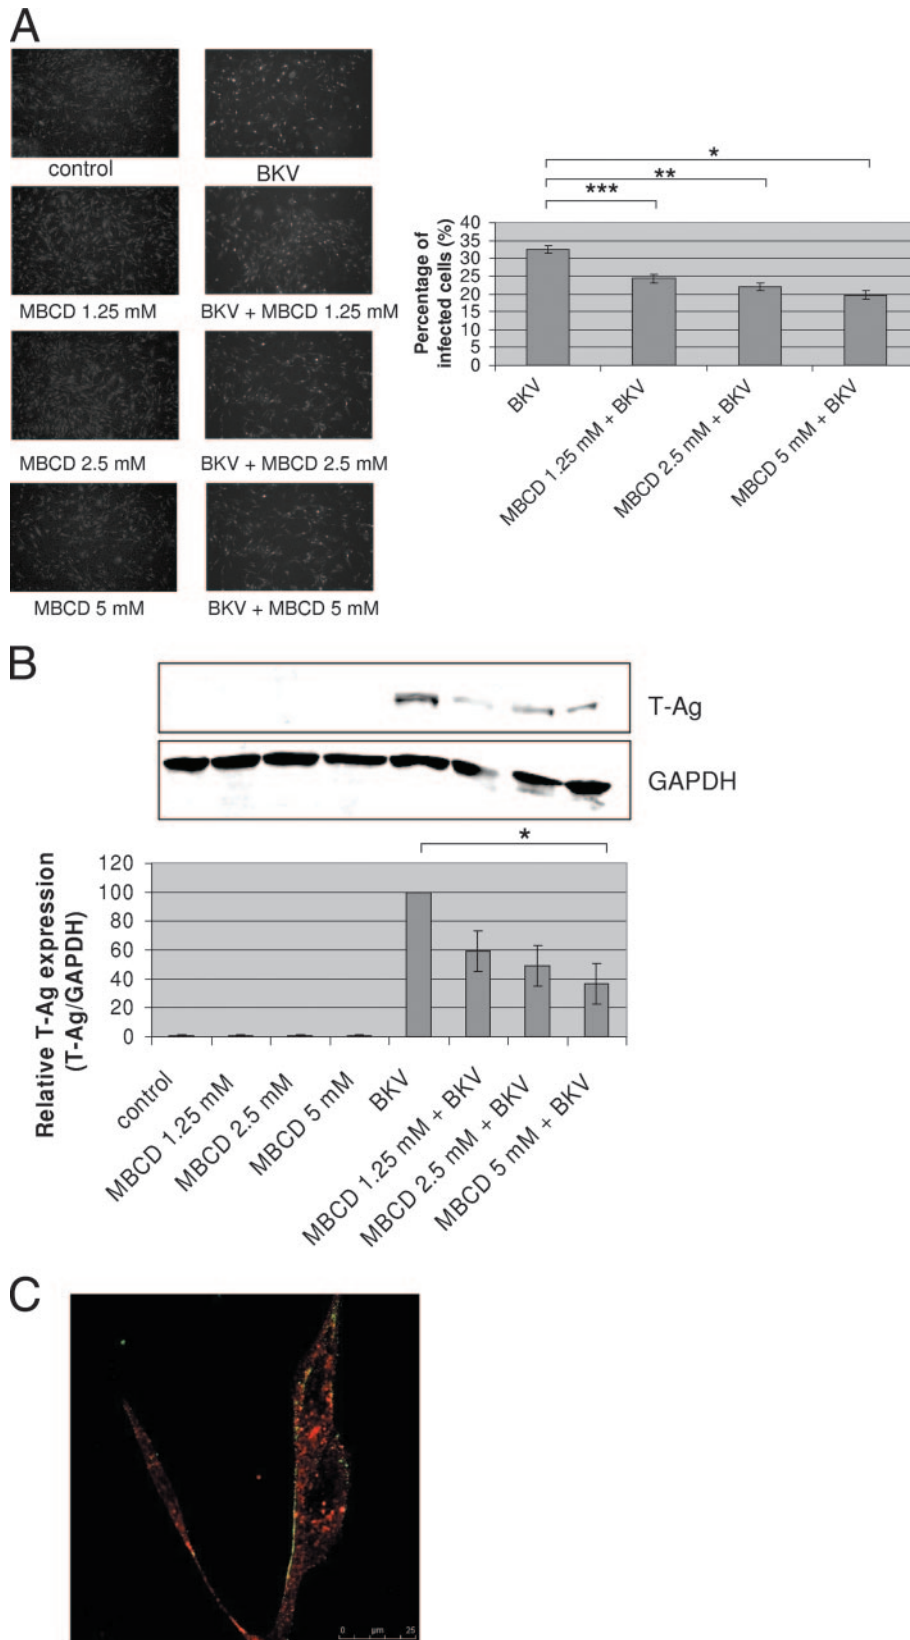 A
control
BKV
MBCD 1.25 mM
BKV + MBCD 1.25 mM
MBCD 2.5 mM
BKV + MBCD 2.5 mM
MBCD 5 mM
BKV + MBCD 5 mM
*
**
***
Percentage of
infected cells (%)
40
35
30
25
20
15
10
5
0
BKV
MBCD 1.25 mM + BKV
MBCD 2.5 mM + BKV
MBCD 5 mM + BKV
B
T-Ag
GAPDH
*
Relative T-Ag expression
(T-Ag/GAPDH)
120
100
80
60
40
20
0
control
MBCD 1.25 mM
MBCD 2.5 mM
MBCD 5 mM
BKV
MBCD 1.25 mM + BKV
MBCD 2.5 mM + BKV
MBCD 5 mM + BKV
C
0 µm 25